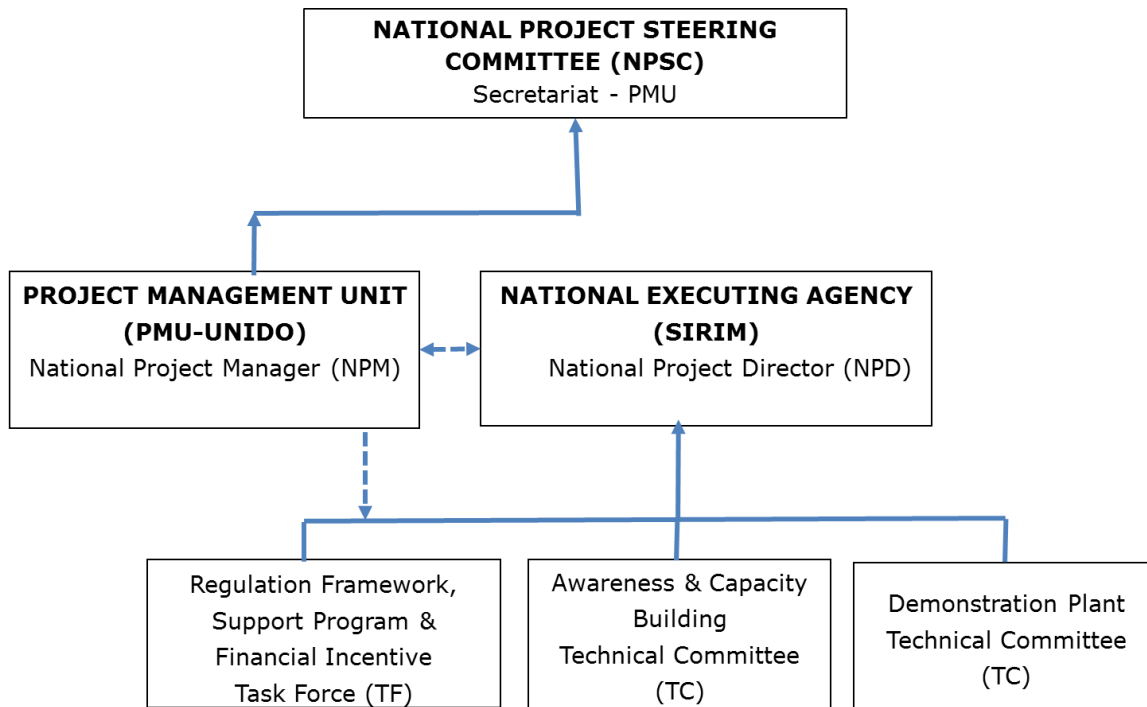 NATIONAL PROJECT STEERING
COMMITTEE (NPSC)
Secretariat - PMU
PROJECT MANAGEMENT UNIT
(PMU-UNIDO)
National Project Manager (NPM)
NATIONAL EXECUTING AGENCY
(SIRIM)
National Project Director (NPD)
Regulation Framework,
Support Program &
Financial Incentive
Task Force (TF)
Awareness & Capacity
Building
Technical Committee
(TC)
Demonstration Plant
Technical Committee
(TC)